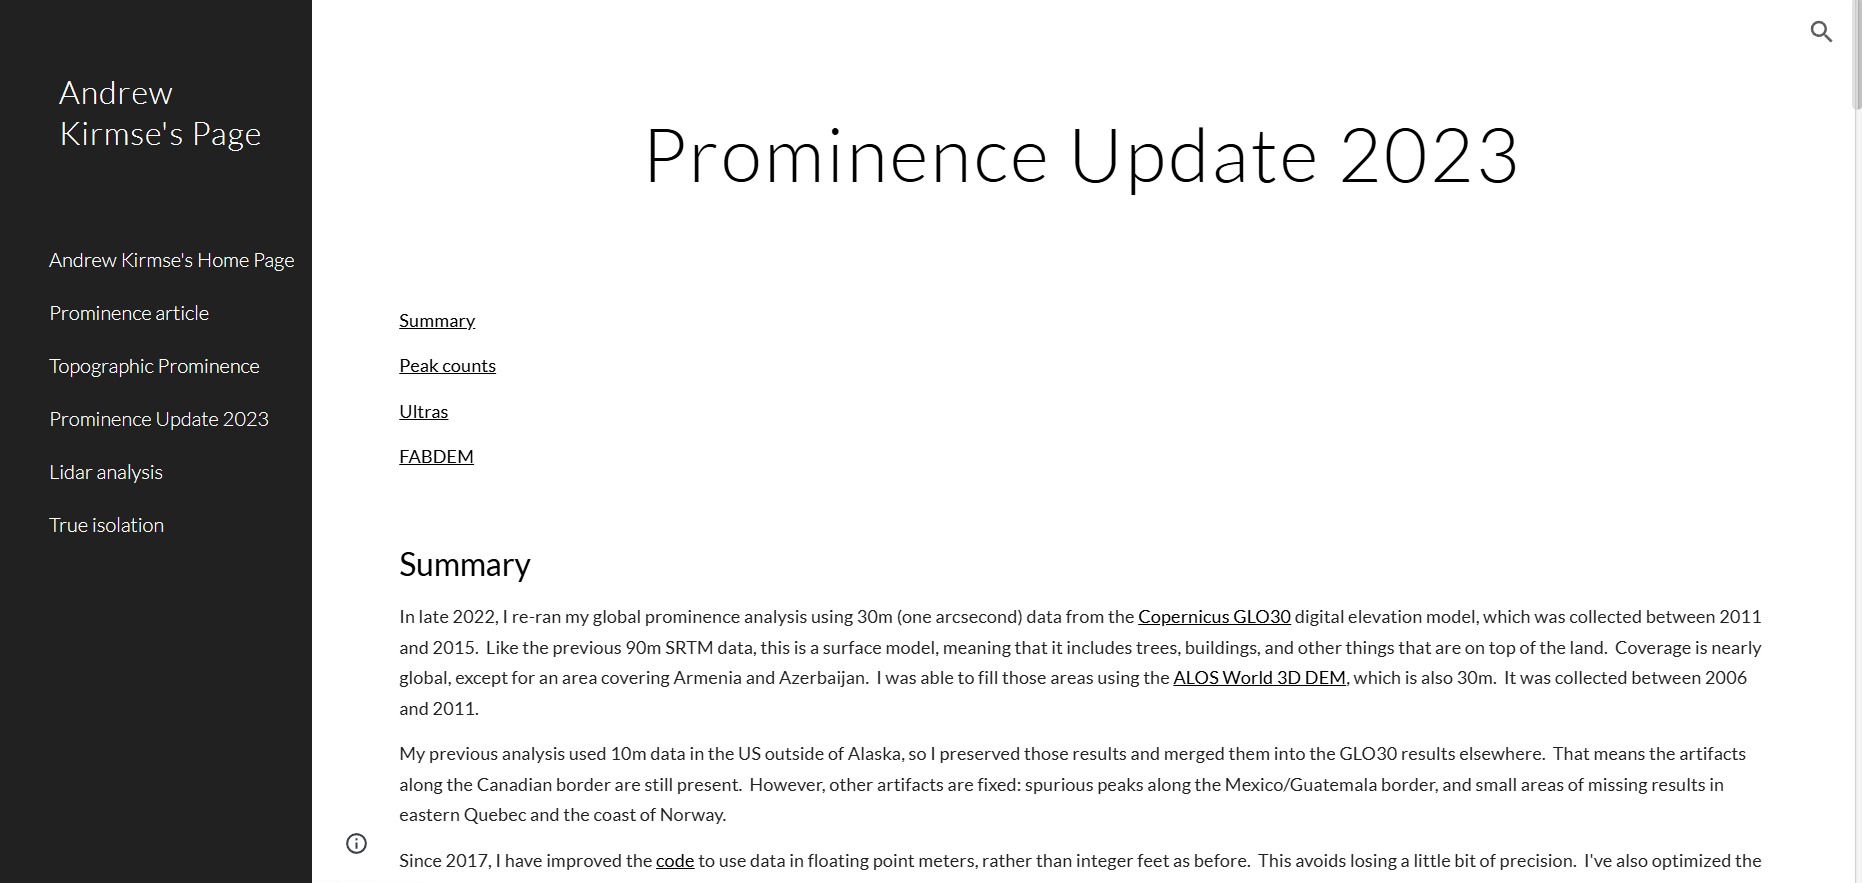 Andrew
Kirmse's Page
Andrew Kirmse's Home Page
Prominence article
Topographic Prominence
Prominence Update 2023
Lidar analysis
True isolation
Prominence Update 2023
Summary
Peak counts
Ultras
FABDEM
Summary
In late 2022, I re-ran my global prominence analysis using 30m (one arcsecond) data from the Copernicus GLO30 digital elevation model, which was collected between 2011
and 2015.  Like the previous 90m SRTM data, this is a surface model, meaning that it includes trees, buildings, and other things that are on top of the land.  Coverage is nearly
global, except for an area covering Armenia and Azerbaijan.  I was able to fill those areas using the ALOS World 3D DEM, which is also 30m.  It was collected between 2006
and 2011.
My previous analysis used 10m data in the US outside of Alaska, so I preserved those results and merged them into the GLO30 results elsewhere.  That means the artifacts
along the Canadian border are still present.  However, other artifacts are fixed: spurious peaks along the Mexico/Guatemala border, and small areas of missing results in
eastern Quebec and the coast of Norway.
Since 2017, I have improved the code to use data in floating point meters, rather than integer feet as before.  This avoids losing a little bit of precision.  I've also optimized the